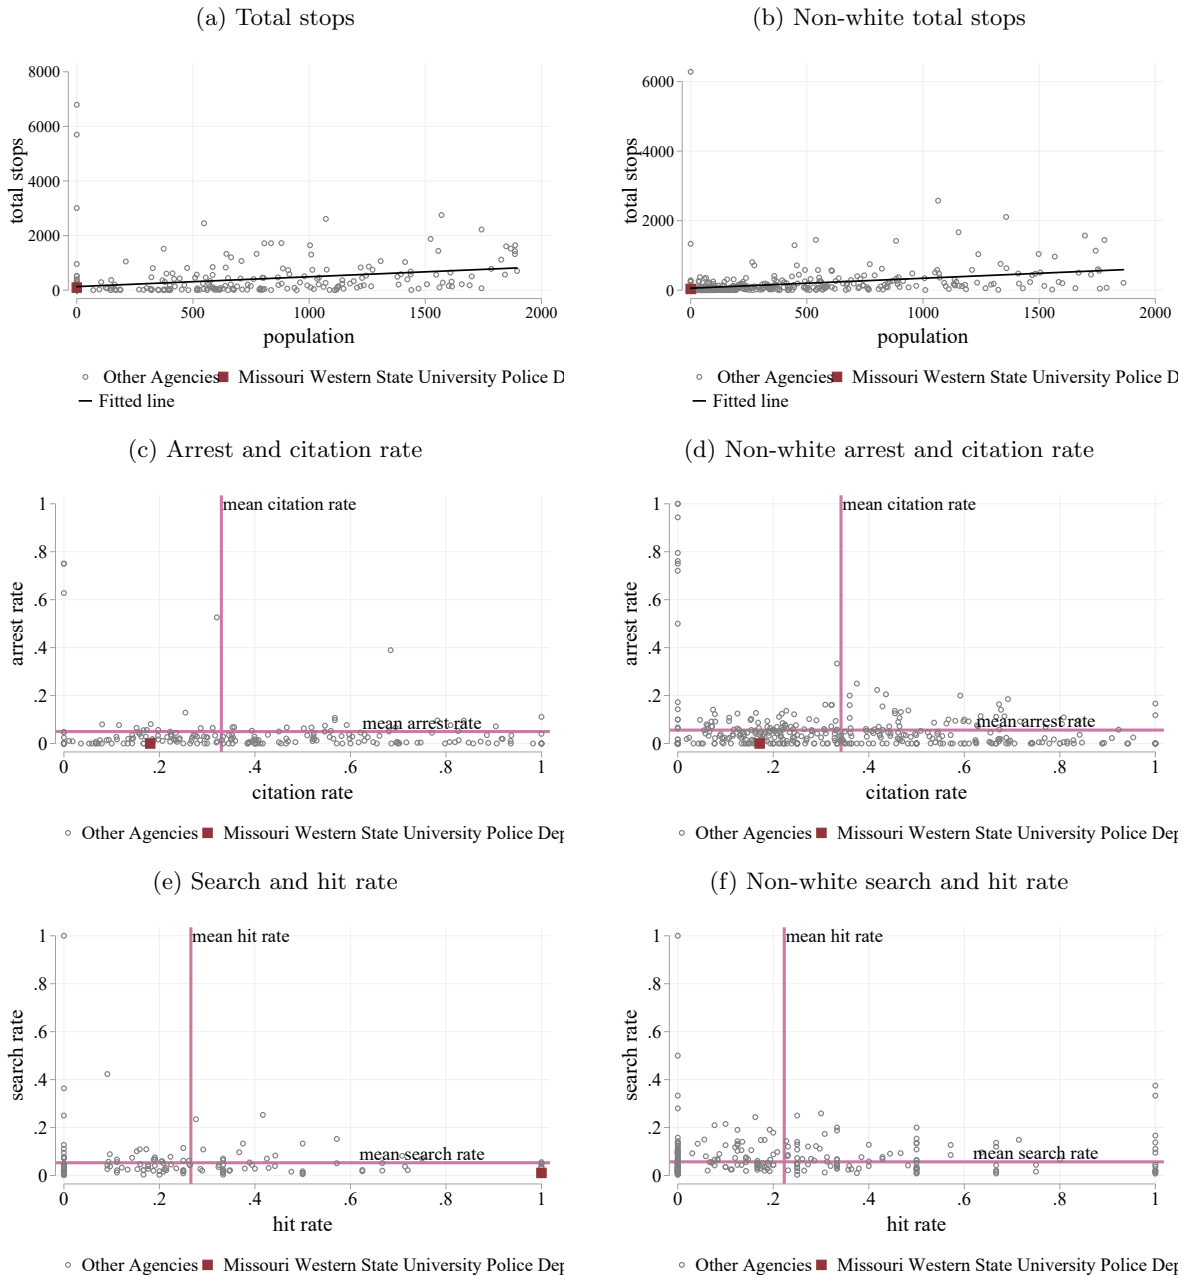 (a) Total stops
(b) Non-white total stops
8000
6000
4000
2000
0
total stops
0 500 1000 1500 2000
population
Other Agencies Missouri Western State University Police D
Fitted line
6000
4000
2000
0
total stops
0 500 1000 1500 2000
population
Other Agencies Missouri Western State University Police D
Fitted line
(c) Arrest and citation rate
(d) Non-white arrest and citation rate
1
.8
.6
.4
.2
0
arrest rate
mean citation rate
mean arrest rate
0 .2 .4 .6 .8 1
citation rate
Other Agencies Missouri Western State University Police Dep
1
.8
.6
.4
.2
0
arrest rate
mean citation rate
mean arrest rate
0 .2 .4 .6 .8 1
citation rate
Other Agencies Missouri Western State University Police Dep
(e) Search and hit rate
(f) Non-white search and hit rate
1
.8
.6
.4
.2
0
search rate
mean hit rate
mean search rate
0 .2 .4 .6 .8 1
hit rate
Other Agencies Missouri Western State University Police Dep
1
.8
.6
.4
.2
0
search rate
mean hit rate
mean search rate
0 .2 .4 .6 .8 1
hit rate
Other Agencies Missouri Western State University Police Dep